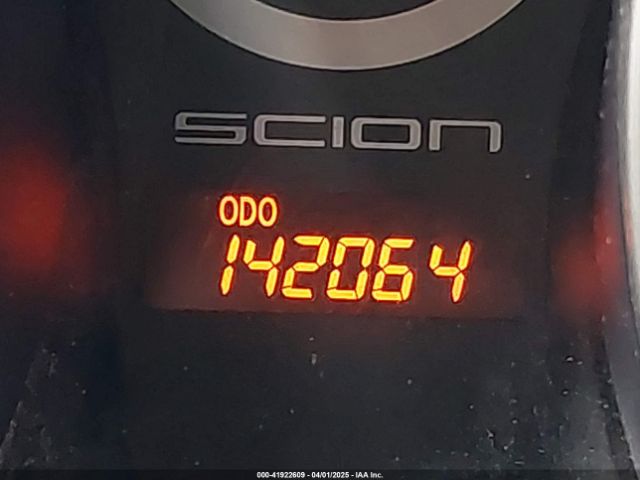 SCION
ODO
142064
000-41922609 - 04/01/2025 - IAA Inc.